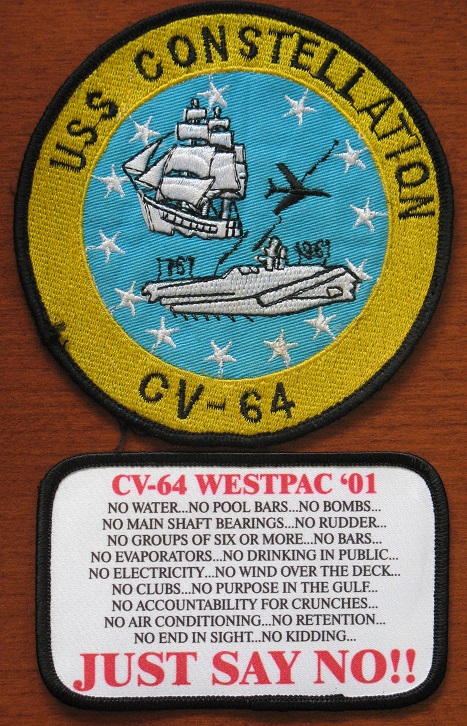 USS CONSTELLATION
1961
CV-64
CV-64 WESTPAC '01
NO WATER...NO POOL BARS...NO BOMBS...
NO MAIN SHAFT BEARINGS...NO RUDDER...
NO GROUPS OF SIX OR MORE...NO BARS...
NO EVAPORATORS...NO DRINKING IN PUBLIC...
NO ELECTRICITY...NO WIND OVER THE DECK...
NO CLUBS...NO PURPOSE IN THE GULF...
NO ACCOUNTABILITY FOR CRUNCHES...
NO AIR CONDITIONING...NO RETENTION...
NO END IN SIGHT...NO KIDDING...
JUST SAY NO!!